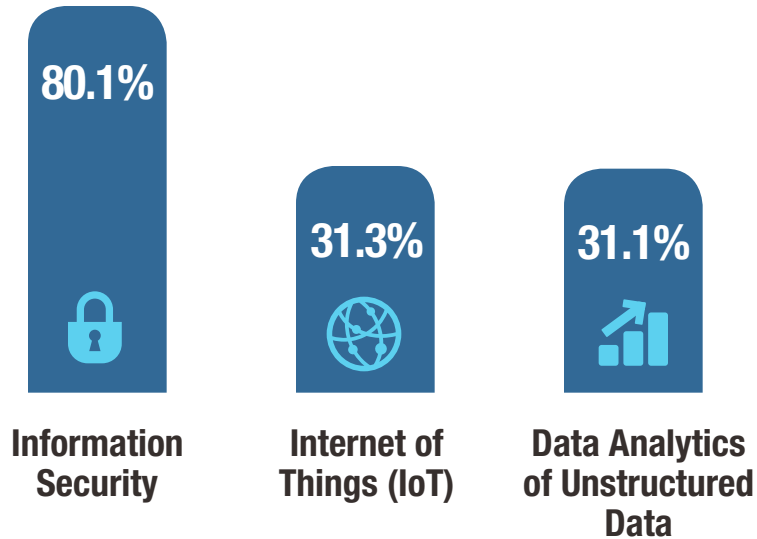 80.1%
31.3%
31.1%
Information
Security
Internet of
Things (IoT)
Data Analytics
of Unstructured
Data